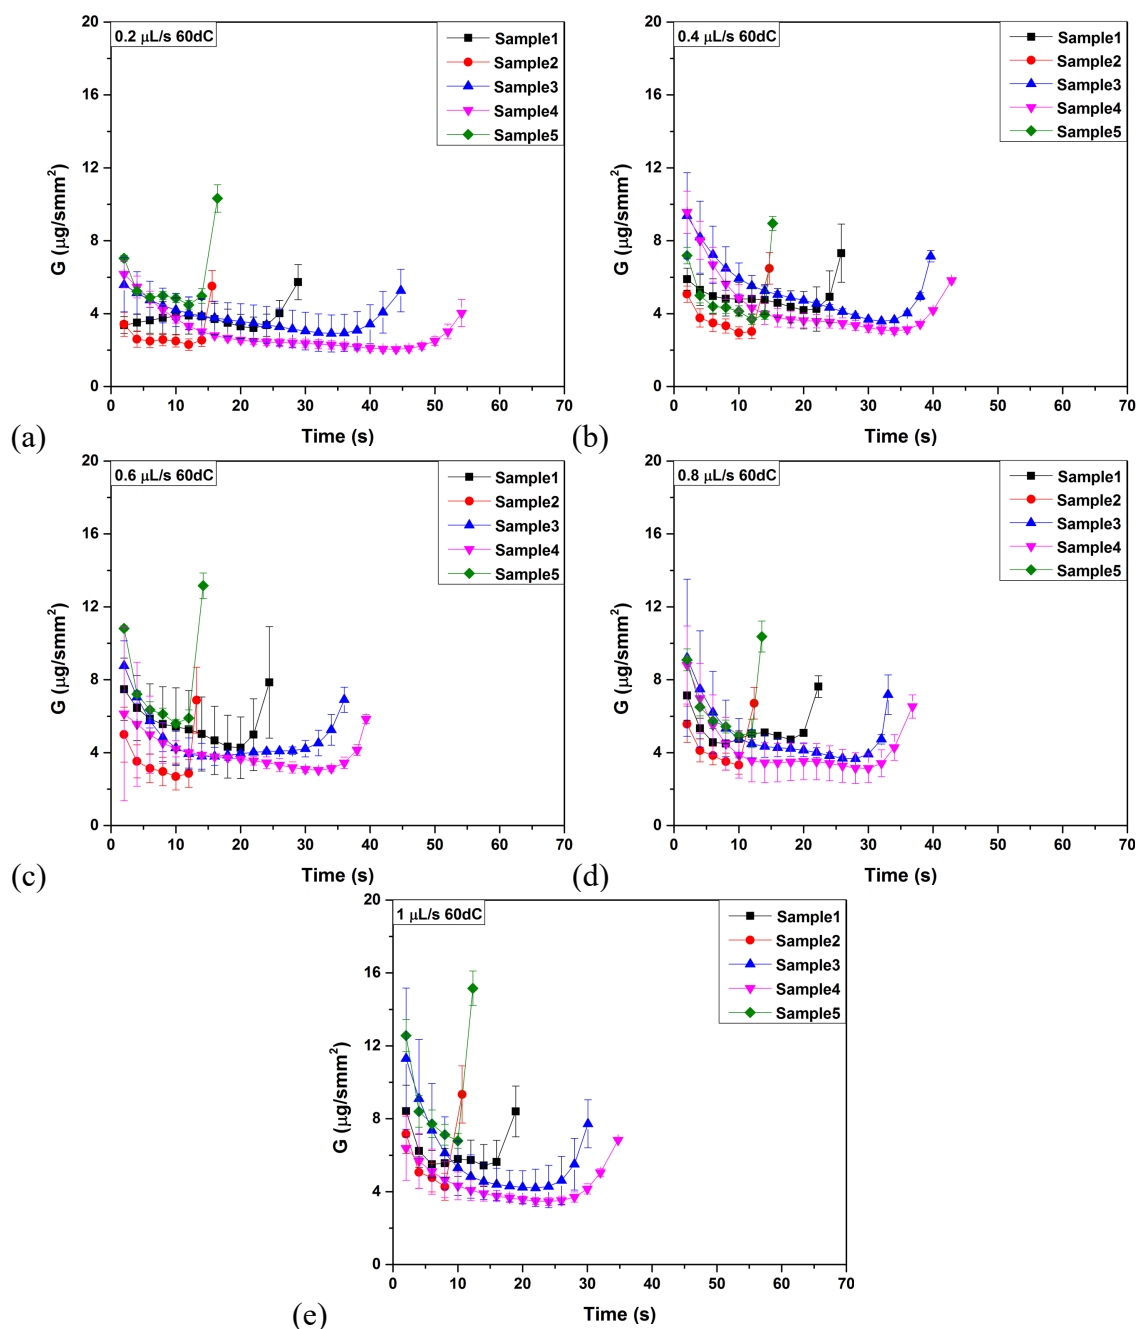 0.2 μL/s 60dC
Sample1
Sample2
Sample3
Sample4
Sample5
20
16
12
8
4
0
G (μg/smm²)
0 10 20 30 40 50 60 70
Time (s)
(a)
0.4 μL/s 60dC
Sample1
Sample2
Sample3
Sample4
Sample5
20
16
12
8
4
0
G (μg/smm²)
0 10 20 30 40 50 60 70
Time (s)
(b)
0.6 μL/s 60dC
Sample1
Sample2
Sample3
Sample4
Sample5
20
16
12
8
4
0
G (μg/smm²)
0 10 20 30 40 50 60 70
Time (s)
(c)
0.8 μL/s 60dC
Sample1
Sample2
Sample3
Sample4
Sample5
20
16
12
8
4
0
G (μg/smm²)
0 10 20 30 40 50 60 70
Time (s)
(d)
1 μL/s 60dC
Sample1
Sample2
Sample3
Sample4
Sample5
20
16
12
8
4
0
G (μg/smm²)
0 10 20 30 40 50 60 70
Time (s)
(e)